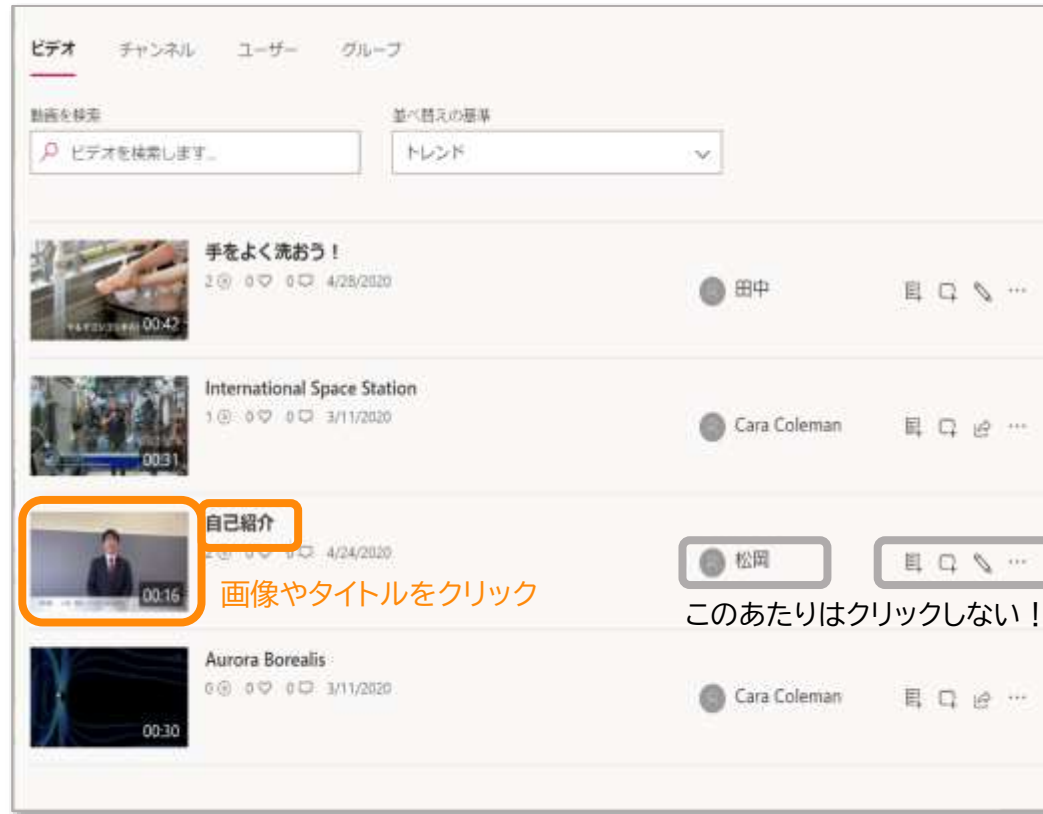 ビデオ チャンネル ユーザー グループ
動画を検索 並べ替えの基準
ビデオを検索します... トレンド
手をよく洗おう！
2 0 0 4/28/2020
田中
00:42
International Space Station
1 0 0 3/11/2020
Cara Coleman
00:31
自己紹介
2 0 0 4/24/2020
松岡
00:16
画像やタイトルをクリック
このあたりはクリックしない！
Aurora Borealis
0 0 0 3/11/2020
Cara Coleman
00:30